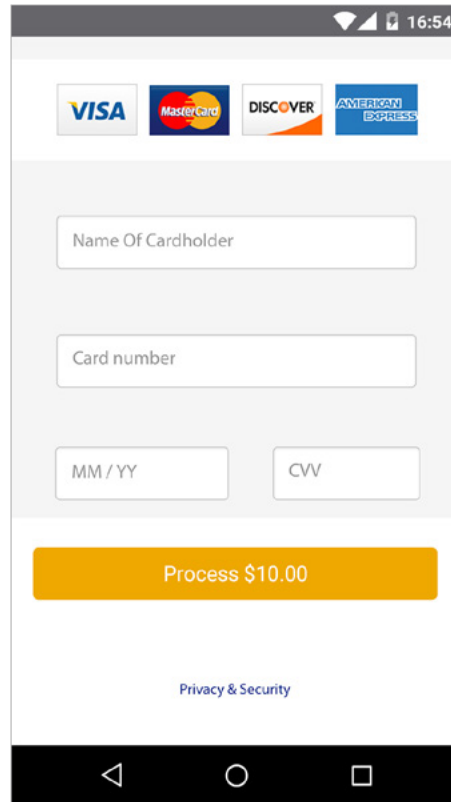 16:54
VISA MasterCard DISCOVER AMERICAN
EXPRESS
Name Of Cardholder
Card number
MM / YY CVV
Process $10.00
Privacy & Security